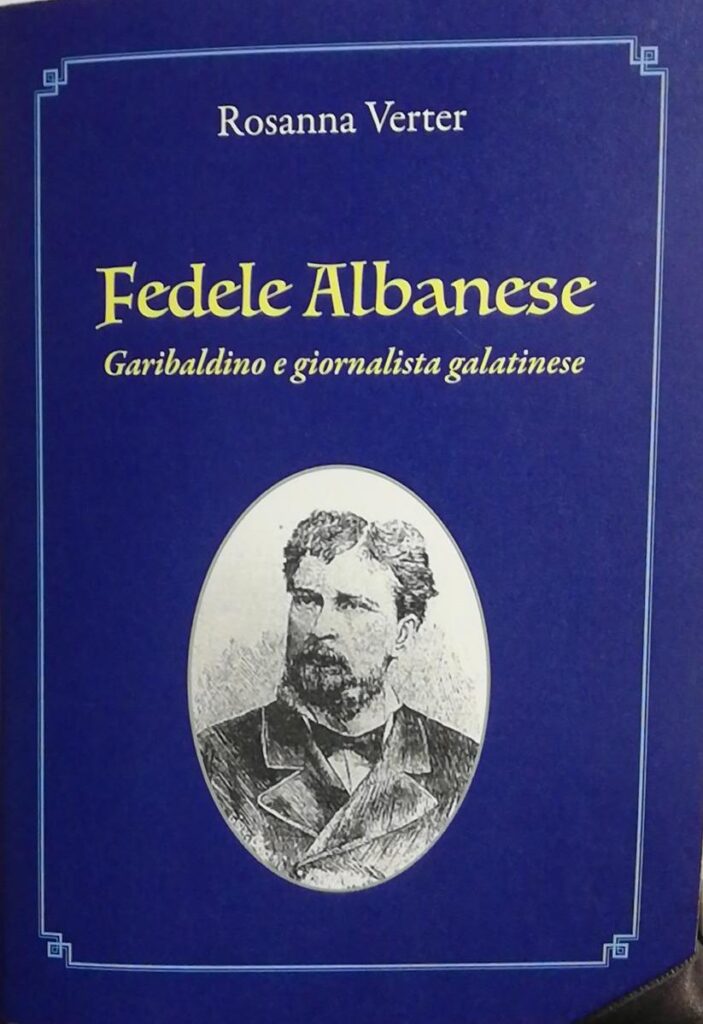 Rosanna Verter
Fedele Albanese
Garibaldino e giornalista galatinese